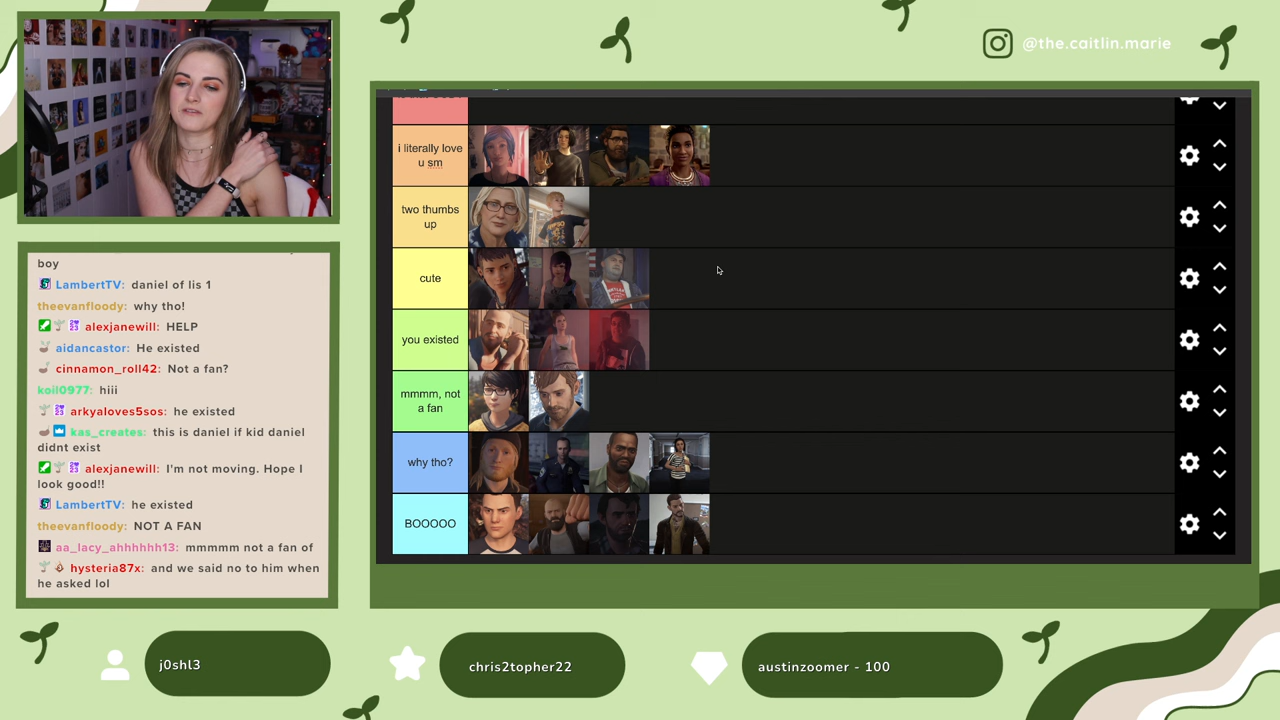 @the.caitlin.marie
boy
LambertTV: daniel of lis 1
theevanfloody: why tho!
alexjanewill: HELP
aidancastor: He existed
cinnamon_roll42: Not a fan?
koil0977: hiii
arkyaloves5sos: he existed
kas_creates: this is daniel if kid daniel
didnt exist
alexjanewill: I'm not moving. Hope I
look good!!
LambertTV: he existed
theevanfloody: NOT A FAN
aa_lacy_ahhhhhh13: mmmm not a fan of
hysteria87x: and we said no to him when
he asked lol
i literally love
u sm
two thumbs
up
cute
you existed
mmmm, not
a fan
why tho?
BOOOOO
j0shl3
chris2topher22
austinzoomer - 100